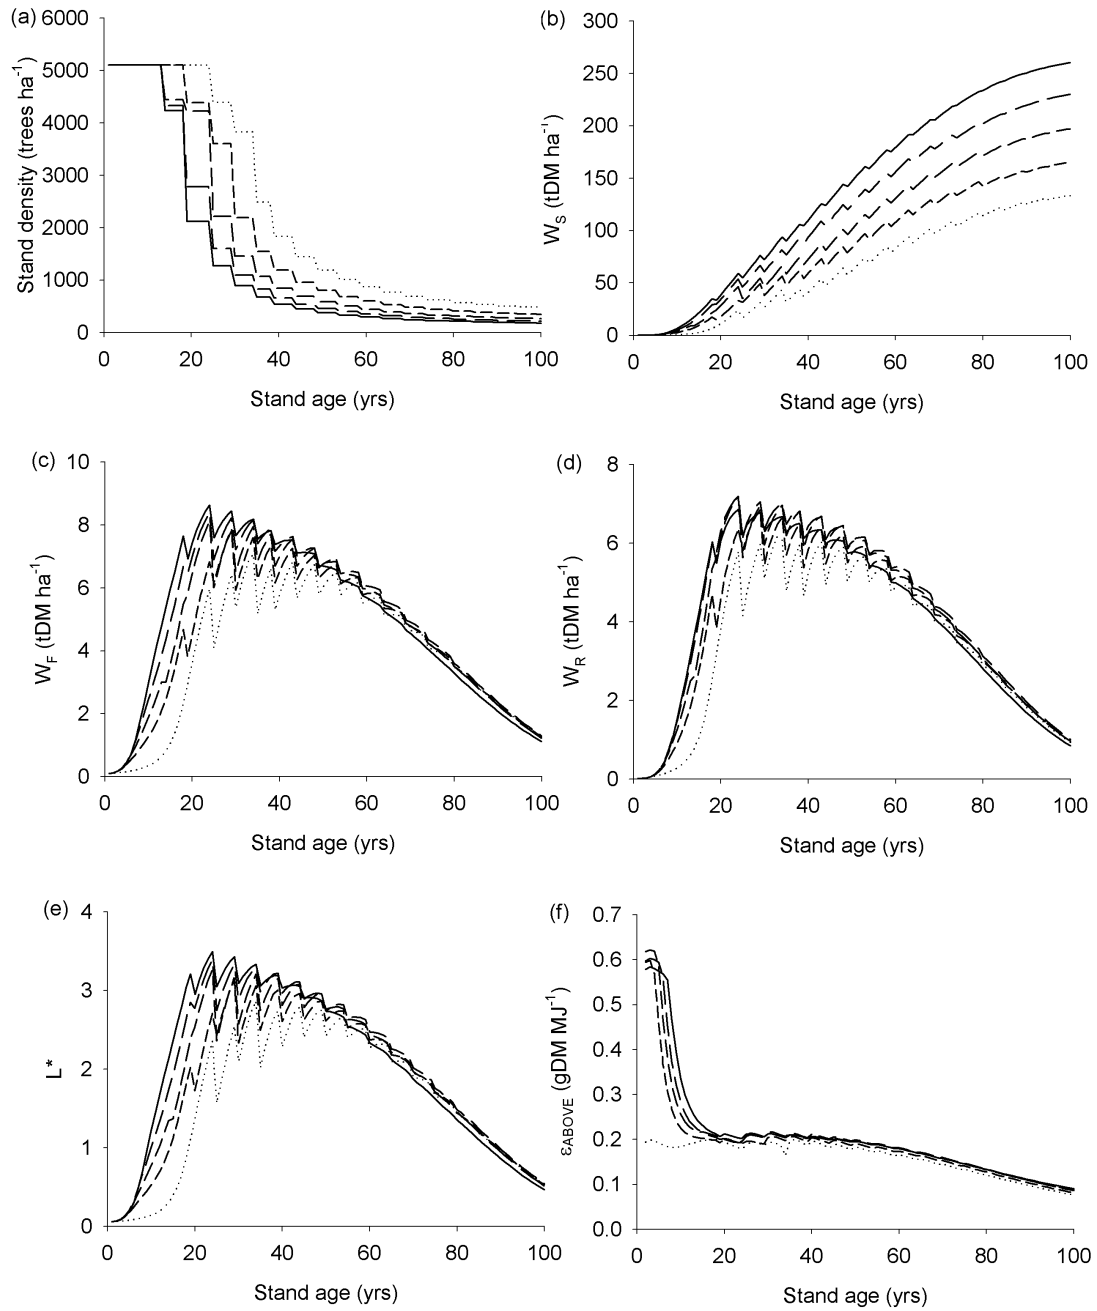 (a)
6000
5000
4000
3000
2000
1000
0
Stand density (trees ha⁻¹)
0 20 40 60 80 100
Stand age (yrs)
(b)
300
250
200
150
100
50
0
W_S (tDM ha⁻¹)
0 20 40 60 80 100
Stand age (yrs)
(c)
10
8
6
4
2
0
W_F (tDM ha⁻¹)
0 20 40 60 80 100
Stand age (yrs)
(d)
8
6
4
2
0
W_R (tDM ha⁻¹)
0 20 40 60 80 100
Stand age (yrs)
(e)
4
3
2
1
0
L*
0 20 40 60 80 100
Stand age (yrs)
(f)
0.7
0.6
0.5
0.4
0.3
0.2
0.1
0.0
ε_ABOVE (gDM MJ⁻¹)
0 20 40 60 80 100
Stand age (yrs)